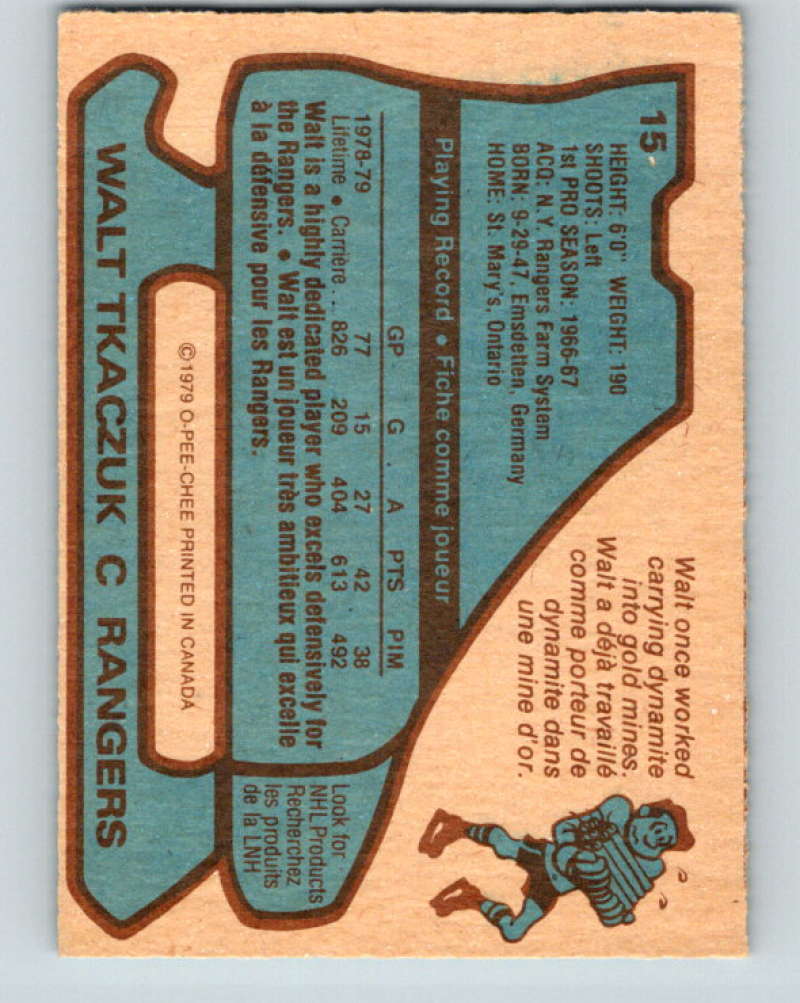 15
HEIGHT: 6'0" WEIGHT: 190
SHOOTS: Left
1st PRO SEASON: 1966-67
ACQ: N.Y. Rangers Farm System
BORN: 9-29-47, Emsdetten, Germany
HOME: St. Mary's, Ontario
Playing Record • Fiche comme joueur
GP G A PTS PIM
1978-79 77 15 27 42 38
Lifetime • Carrière .. 826 209 404 613 492
Walt is a highly dedicated player who excels defensively for
the Rangers. • Walt est un joueur très ambitieux qui excelle
à la défensive pour les Rangers.
Walt once worked
carrying dynamite
into gold mines.
Walt a déjà travaillé
comme porteur de
dynamite dans
une mine d'or.
Look for
NHL Products
Recherchez
les produits
de la LNH
©1979 O-PEE-CHEE PRINTED IN CANADA
WALT TKACZUK C RANGERS